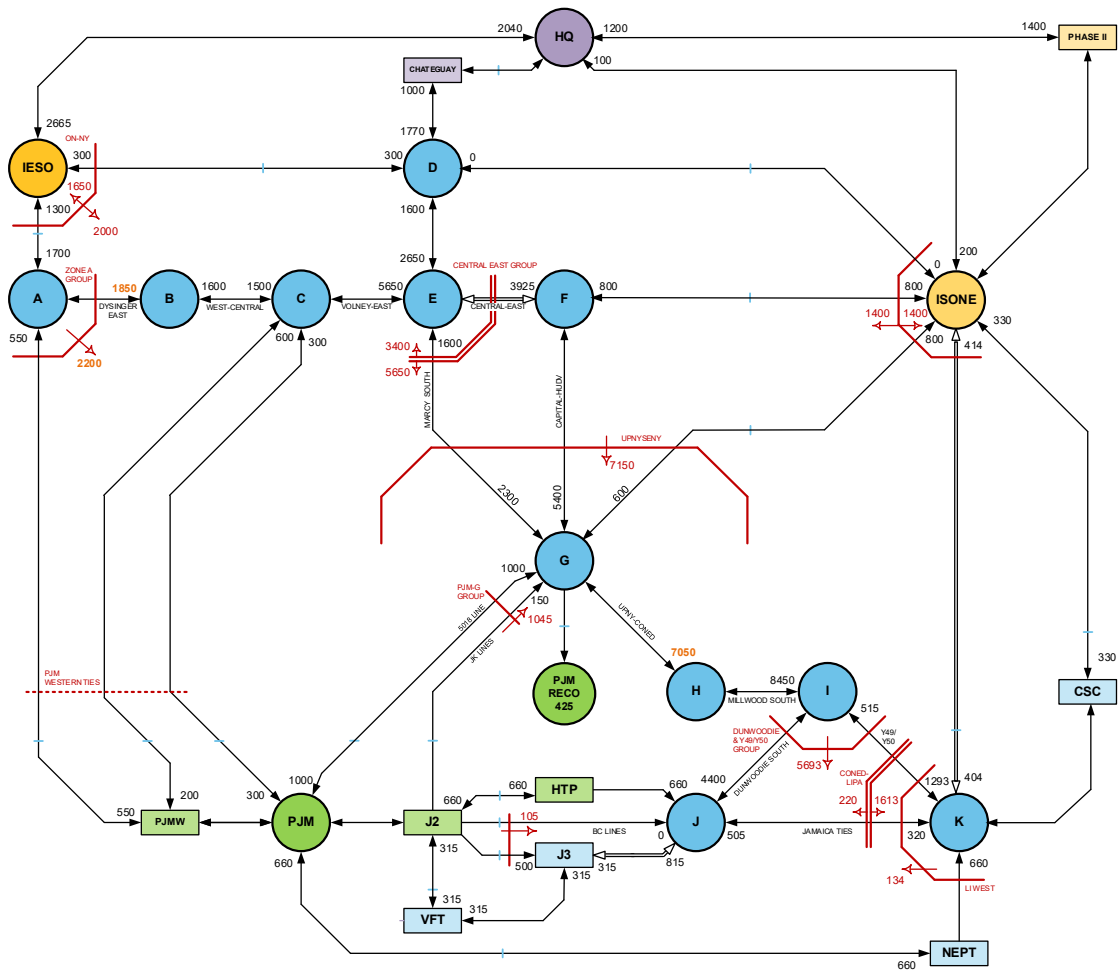 2040
HQ
1200
1400
PHASE II
100
CHATEGUAY
1000
2665
ON-NY
1770
IESO
300
300
D
0
1650
2000
1300
1600
1700
ZONE A
GROUP
2650
CENTRAL EAST GROUP
0
200
A
1850
B
1600
1500
C
5650
E
3925
F
800
800
ISONE
DYSINGER
EAST
WEST-CENTRAL
VOLNEY-EAST
CENTRAL-EAST
550
2200
600
300
3400
5650
1600
1400
1400
800
330
414
MARCY SOUTH
CAPITAL-HUD/
UPNYSENY
7150
2300
5400
600
G
1000
150
PJM-G
GROUP
1045
5018 LINE
JK LINES
UPNY-CONED
7050
PJM
RECO
425
H
8450
MILLWOOD SOUTH
I
515
330
CSC
PJM
WESTERN TIES
DUNWOODIE
& Y49/Y50
GROUP
5693
DUNWOODIE SOUTH
Y49/
Y50
CONED-
LIPA
220
1613
1293
404
4400
1000
660
HTP
660
550
200
PJMW
300
PJM
660
J2
105
BC LINES
0
J
505
JAMAICA TIES
320
K
660
315
500
J3
315
815
315
134
LI WEST
660
315
VFT
315
NEPT
660